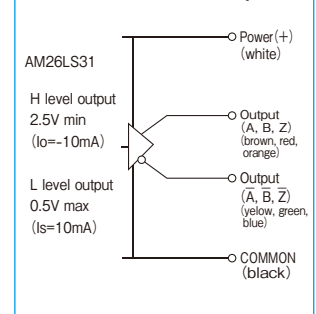 Power(+)
(white)
AM26LS31
H level output
2.5V min
(Io=-10mA)
Output
(A, B, Z)
(brown, red,
orange)
L level output
0.5V max
(Is=10mA)
Output
(A̅, B̅, Z̅)
(yelow, green,
blue)
COMMON
(black)